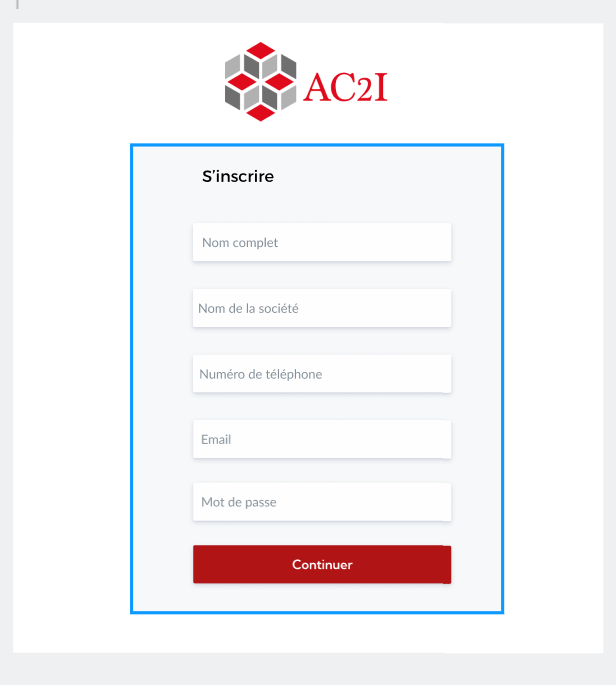 AC2I
S'inscrire
Nom complet
Nom de la société
Numéro de téléphone
Email
Mot de passe
Continuer